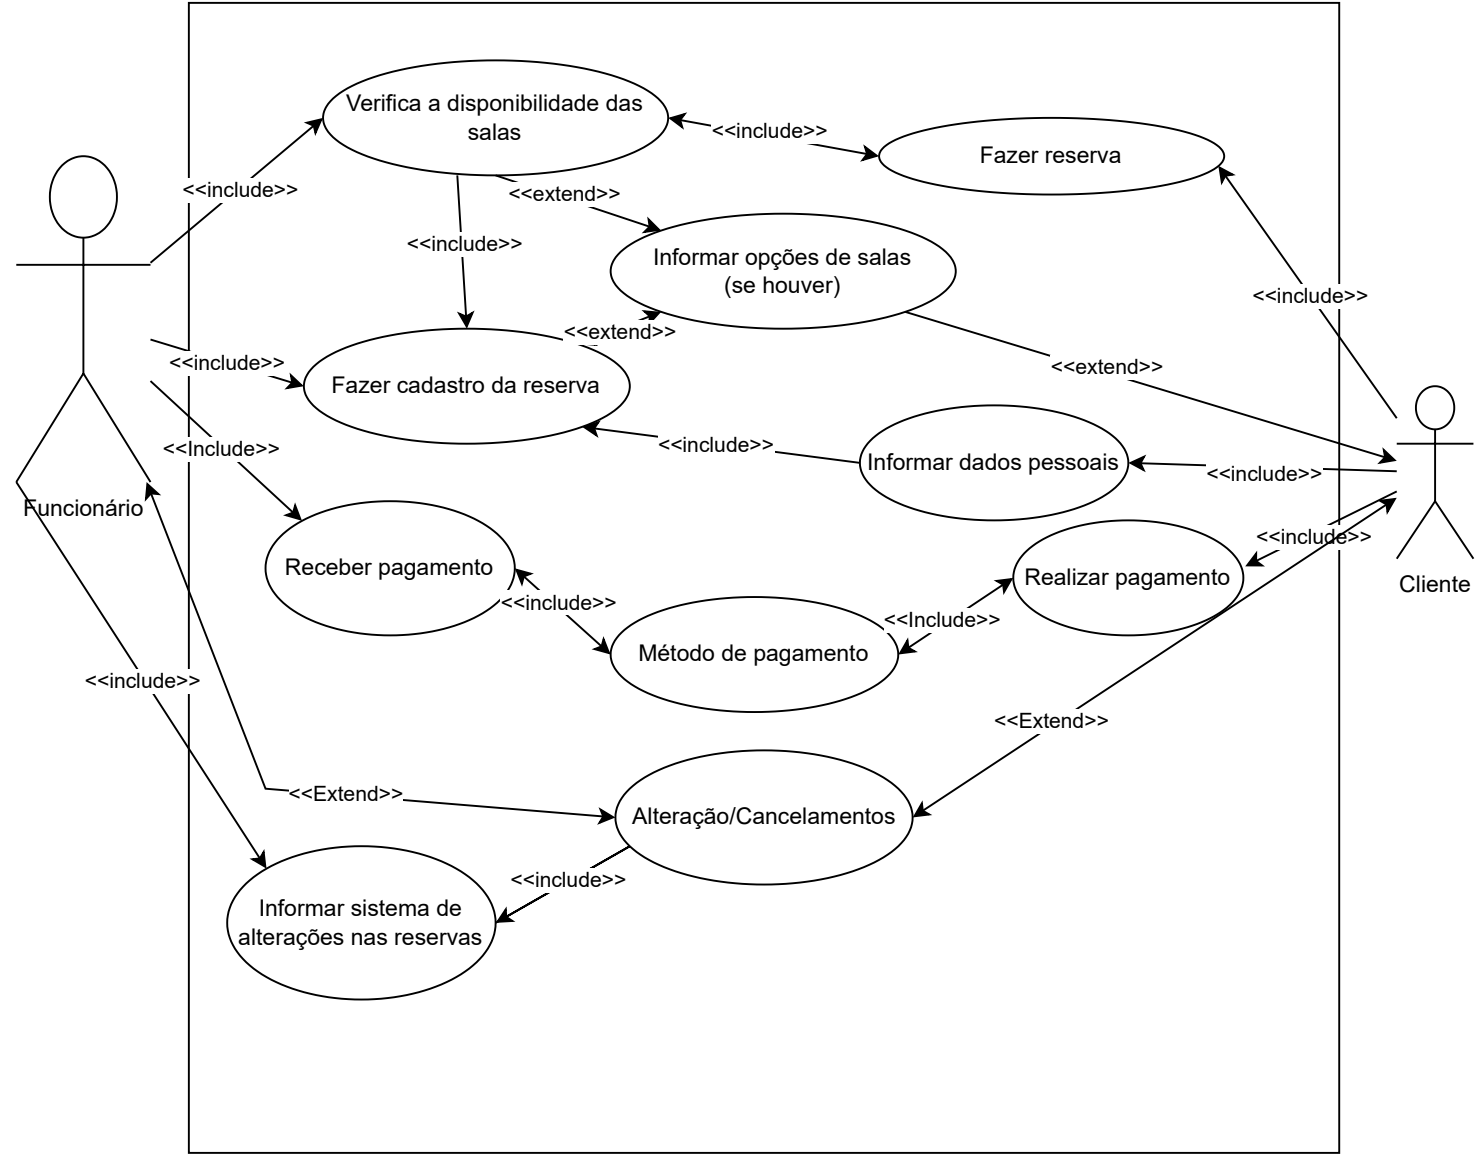 Verifica a disponibilidade das
salas
<<include>>
Fazer reserva
<<include>>
<<extend>>
<<include>>
Informar opções de salas
(se houver)
<<include>>
<<extend>>
<<include>>
<<extend>>
Fazer cadastro da reserva
<<include>>
<<Include>>
Informar dados pessoais
<<include>>
Funcionário
<<include>>
Receber pagamento
Realizar pagamento
Cliente
<<include>>
<<Include>>
Método de pagamento
<<include>>
<<Extend>>
<<Extend>>
Alteração/Cancelamentos
<<include>>
Informar sistema de
alterações nas reservas